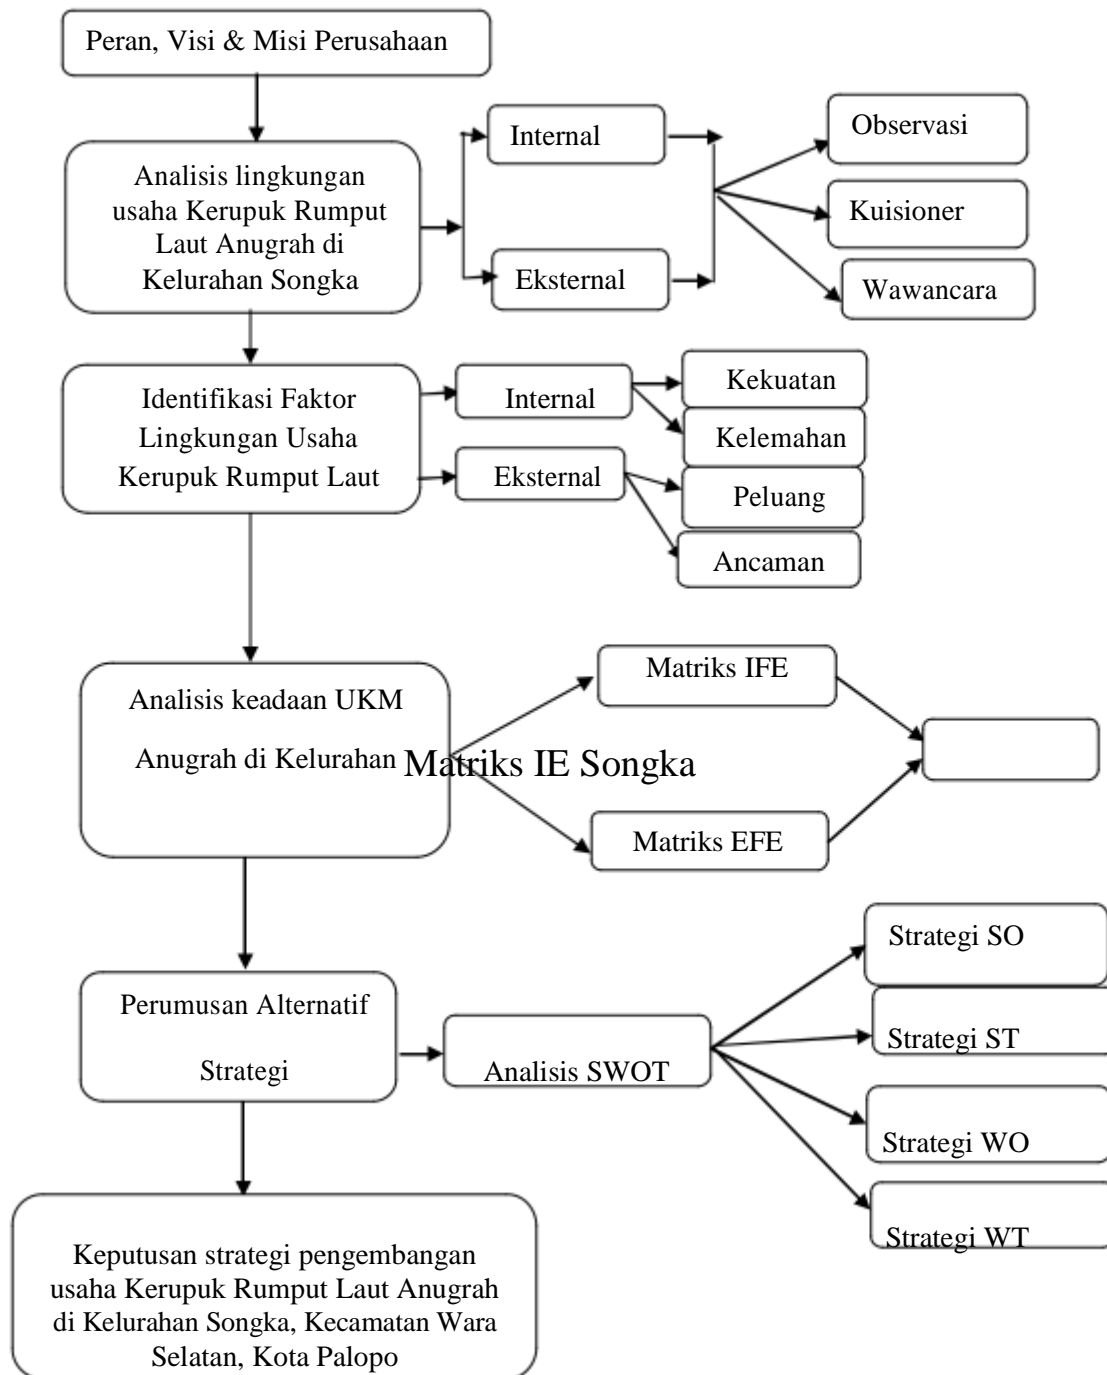 Peran, Visi & Misi Perusahaan
Analisis lingkungan
usaha Kerupuk Rumput
Laut Anugrah di
Kelurahan Songka
Internal
Eksternal
Observasi
Kuisioner
Wawancara
Identifikasi Faktor
Lingkungan Usaha
Kerupuk Rumput Laut
Internal
Eksternal
Kekuatan
Kelemahan
Peluang
Ancaman
Analisis keadaan UKM
Anugrah di Kelurahan Matriks IE Songka
Matriks IFE
Matriks EFE
Perumusan Alternatif
Strategi
Analisis SWOT
Strategi SO
Strategi ST
Strategi WO
Strategi WT
Keputusan strategi pengembangan
usaha Kerupuk Rumput Laut Anugrah
di Kelurahan Songka, Kecamatan Wara
Selatan, Kota Palopo